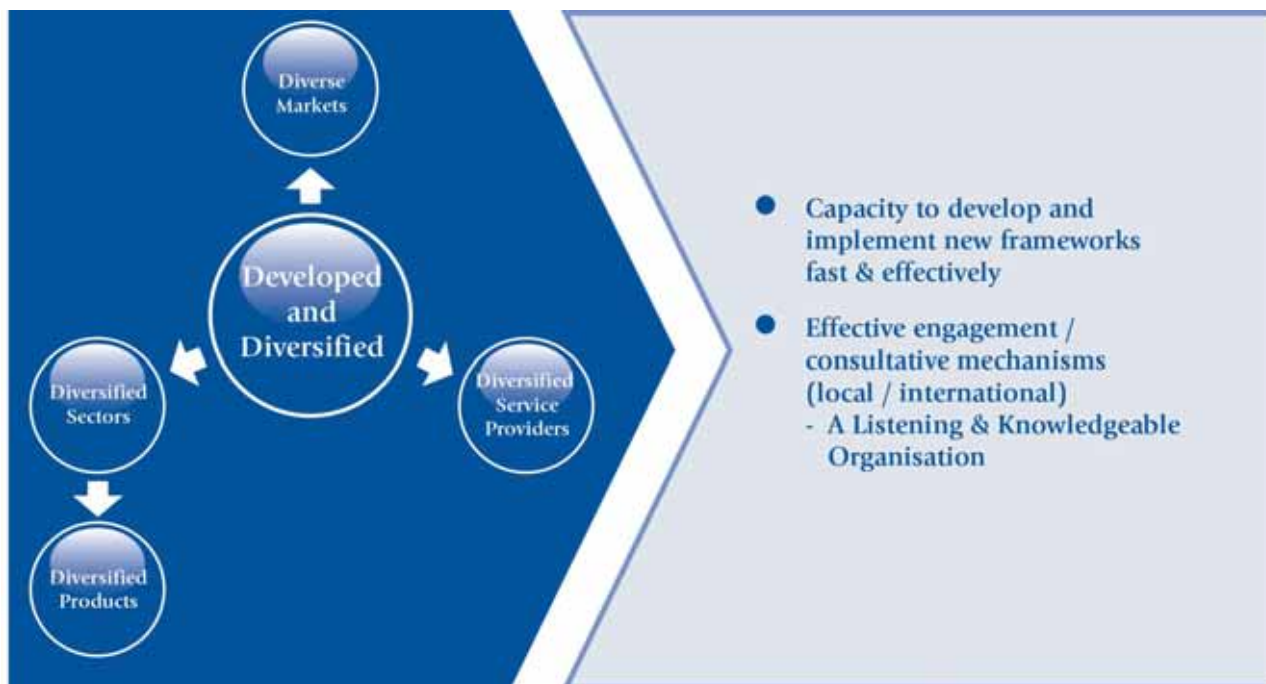 Diverse
Markets
Developed
and
Diversified
Diversified
Sectors
Diversified
Service
Providers
Diversified
Products
● Capacity to develop and
implement new frameworks
fast & effectively
● Effective engagement /
consultative mechanisms
(local / international)
- A Listening & Knowledgeable
Organisation